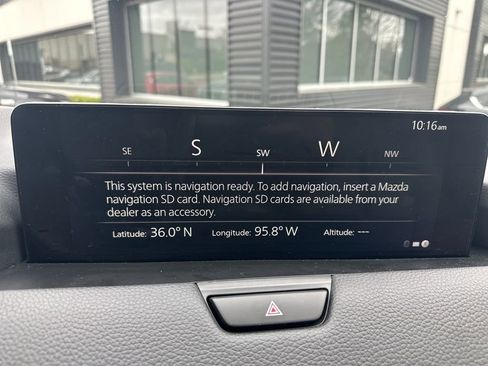 10:16am
SE S SW W NW
This system is navigation ready. To add navigation, insert a Mazda
navigation SD card. Navigation SD cards are available from your
dealer as an accessory.
Latitude: 36.0° N Longitude: 95.8° W Altitude: ---